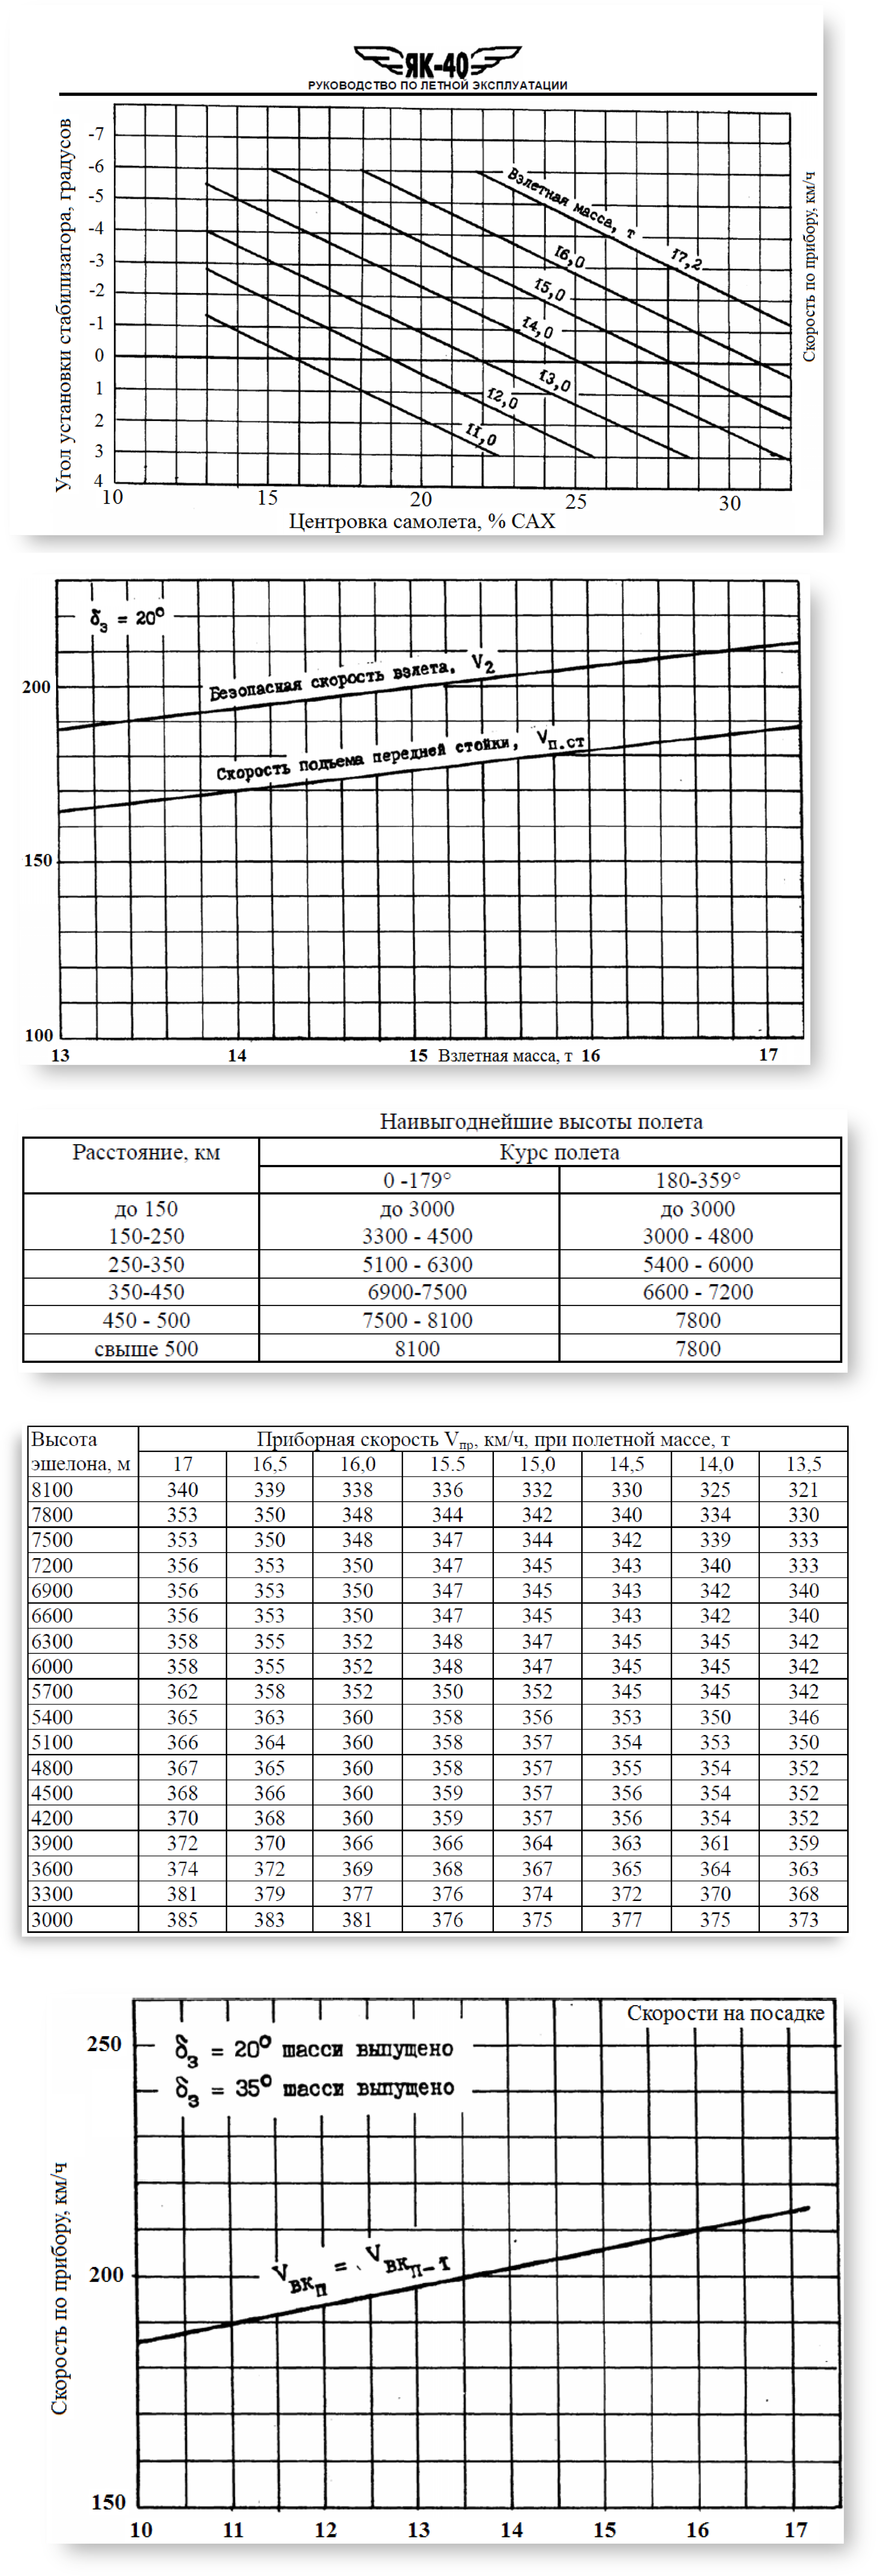 ЯК-40
РУКОВОДСТВО ПО ЛЕТНОЙ ЭКСПЛУАТАЦИИ
Угол установки стабилизатора, градусов
-7
-6
-5
-4
-3
-2
-1
0
1
2
3
4
Взлетная масса, т
17,2
16,0
15,0
14,0
13,0
12,0
11,0
10 15 20 25 30
Центровка самолета, % САХ
Скорость по прибору, км/ч
δз = 20°
Безопасная скорость взлета, V2
Скорость подъема передней стойки, Vп.ст
200
150
100
13 14 15 Взлетная масса, т 16 17
Наивыгоднейшие высоты полета
Расстояние, км Курс полета
0 -179° 180-359°
до 150 до 3000 до 3000
150-250 3300 - 4500 3000 - 4800
250-350 5100 - 6300 5400 - 6000
350-450 6900-7500 6600 - 7200
450 - 500 7500 - 8100 7800
свыше 500 8100 7800
Высота Приборная скорость Vпр, км/ч, при полетной массе, т
эшелона, м 17 16,5 16,0 15.5 15,0 14,5 14,0 13,5
8100 340 339 338 336 332 330 325 321
7800 353 350 348 344 342 340 334 330
7500 353 350 348 347 344 342 339 333
7200 356 353 350 347 345 343 340 333
6900 356 353 350 347 345 343 342 340
6600 356 353 350 347 345 343 342 340
6300 358 355 352 348 347 345 345 342
6000 358 355 352 348 347 345 345 342
5700 362 358 352 350 352 345 345 342
5400 365 363 360 358 356 353 350 346
5100 366 364 360 358 357 354 353 350
4800 367 365 360 358 357 355 354 352
4500 368 366 360 359 357 356 354 352
4200 370 368 360 359 357 356 354 352
3900 372 370 366 366 364 363 361 359
3600 374 372 369 368 367 365 364 363
3300 381 379 377 376 374 372 370 368
3000 385 383 381 376 375 377 375 373
Скорости на посадке
δз = 20° шасси выпущено
δз = 35° шасси выпущено
Vвкп = Vвкп-1
Скорость по прибору, км/ч
250
200
150
10 11 12 13 14 15 16 17